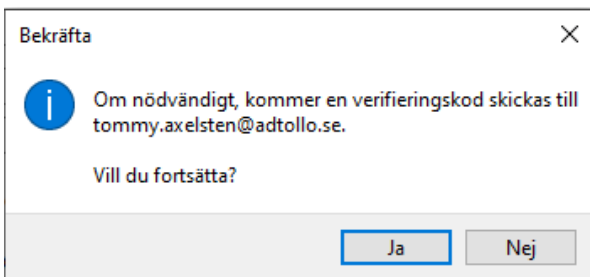 Bekräfta
Om nödvändigt, kommer en verifieringskod skickas till
tommy.axelsten@adtollo.se.
Vill du fortsätta?
Ja
Nej